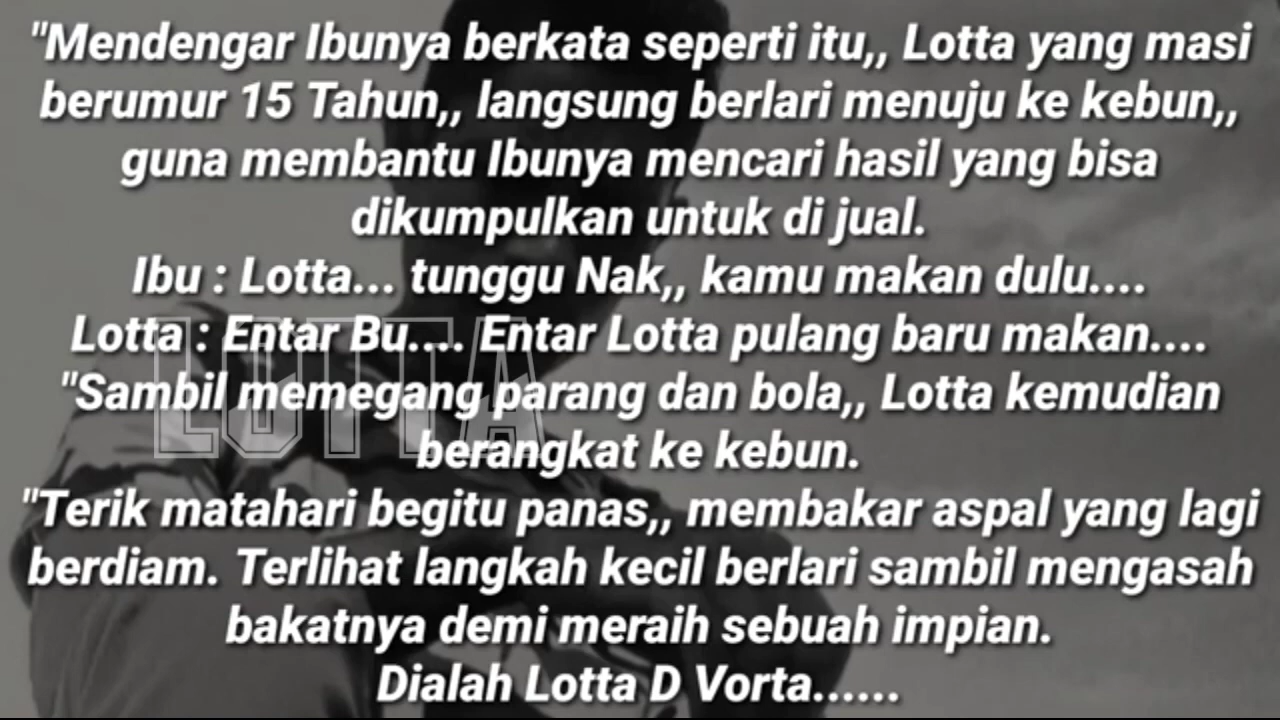 "Mendengar Ibunya berkata seperti itu,, Lotta yang masi
berumur 15 Tahun,, langsung berlari menuju ke kebun,,
guna membantu Ibunya mencari hasil yang bisa
dikumpulkan untuk di jual.
Ibu : Lotta... tunggu Nak,, kamu makan dulu....
Lotta : Entar Bu.... Entar Lotta pulang baru makan....
LOTTA
"Sambil memegang parang dan bola,, Lotta kemudian
berangkat ke kebun.
"Terik matahari begitu panas,, membakar aspal yang lagi
berdiam. Terlihat langkah kecil berlari sambil mengasah
bakatnya demi meraih sebuah impian.
Dialah Lotta D Vorta......